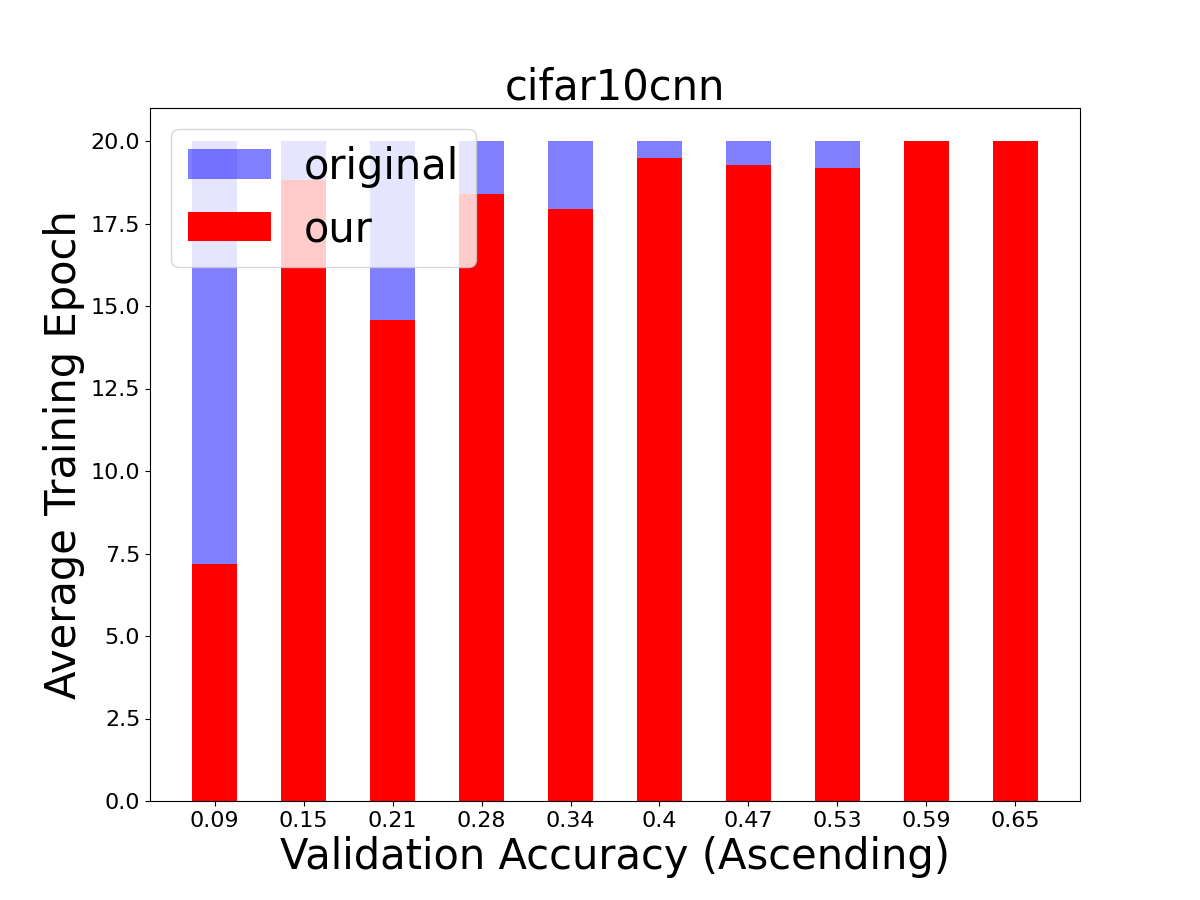 cifar10cnn
original
our
20.0
17.5
15.0
12.5
10.0
7.5
5.0
2.5
0.0
Average Training Epoch
0.09 0.15 0.21 0.28 0.34 0.4 0.47 0.53 0.59 0.65
Validation Accuracy (Ascending)